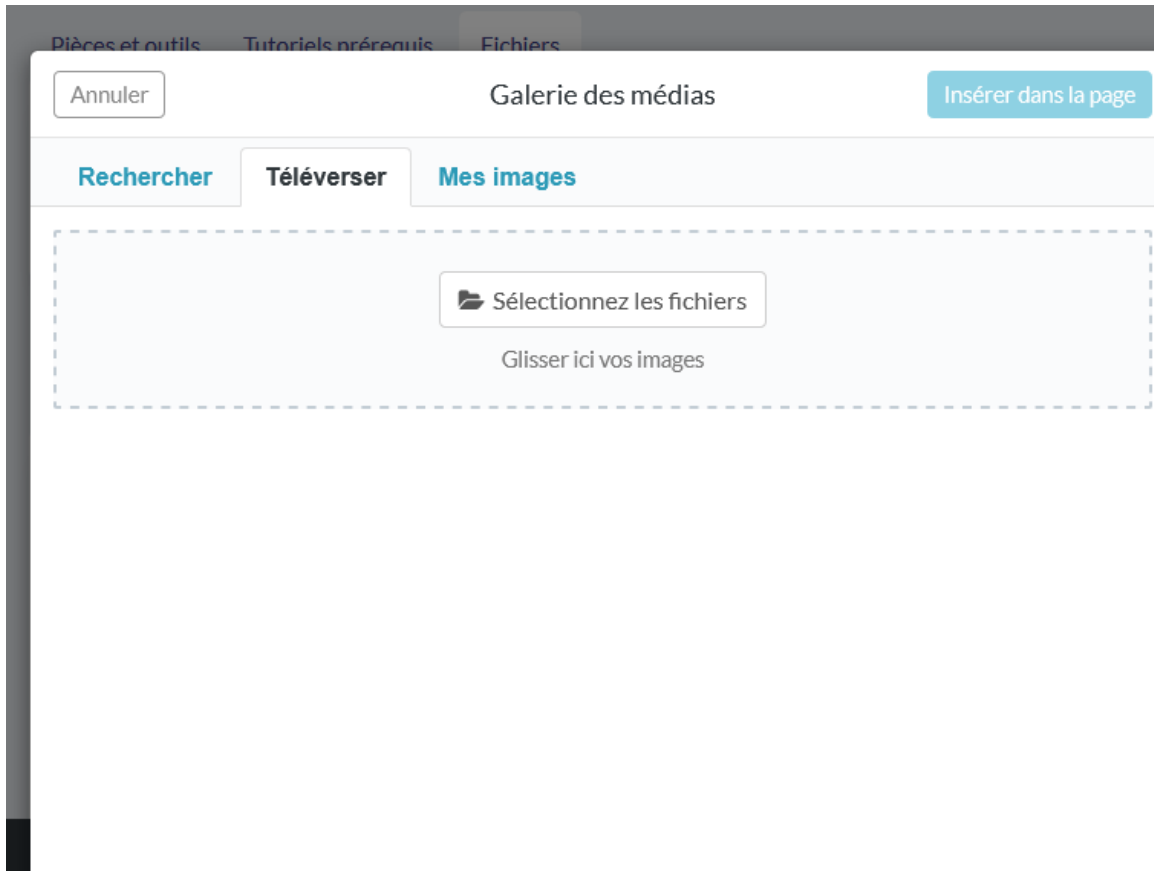 Pièces et outils Tutoriels prérequis Fichiers
Annuler Galerie des médias Insérer dans la page
Rechercher Téléverser Mes images
Sélectionnez les fichiers
Glisser ici vos images